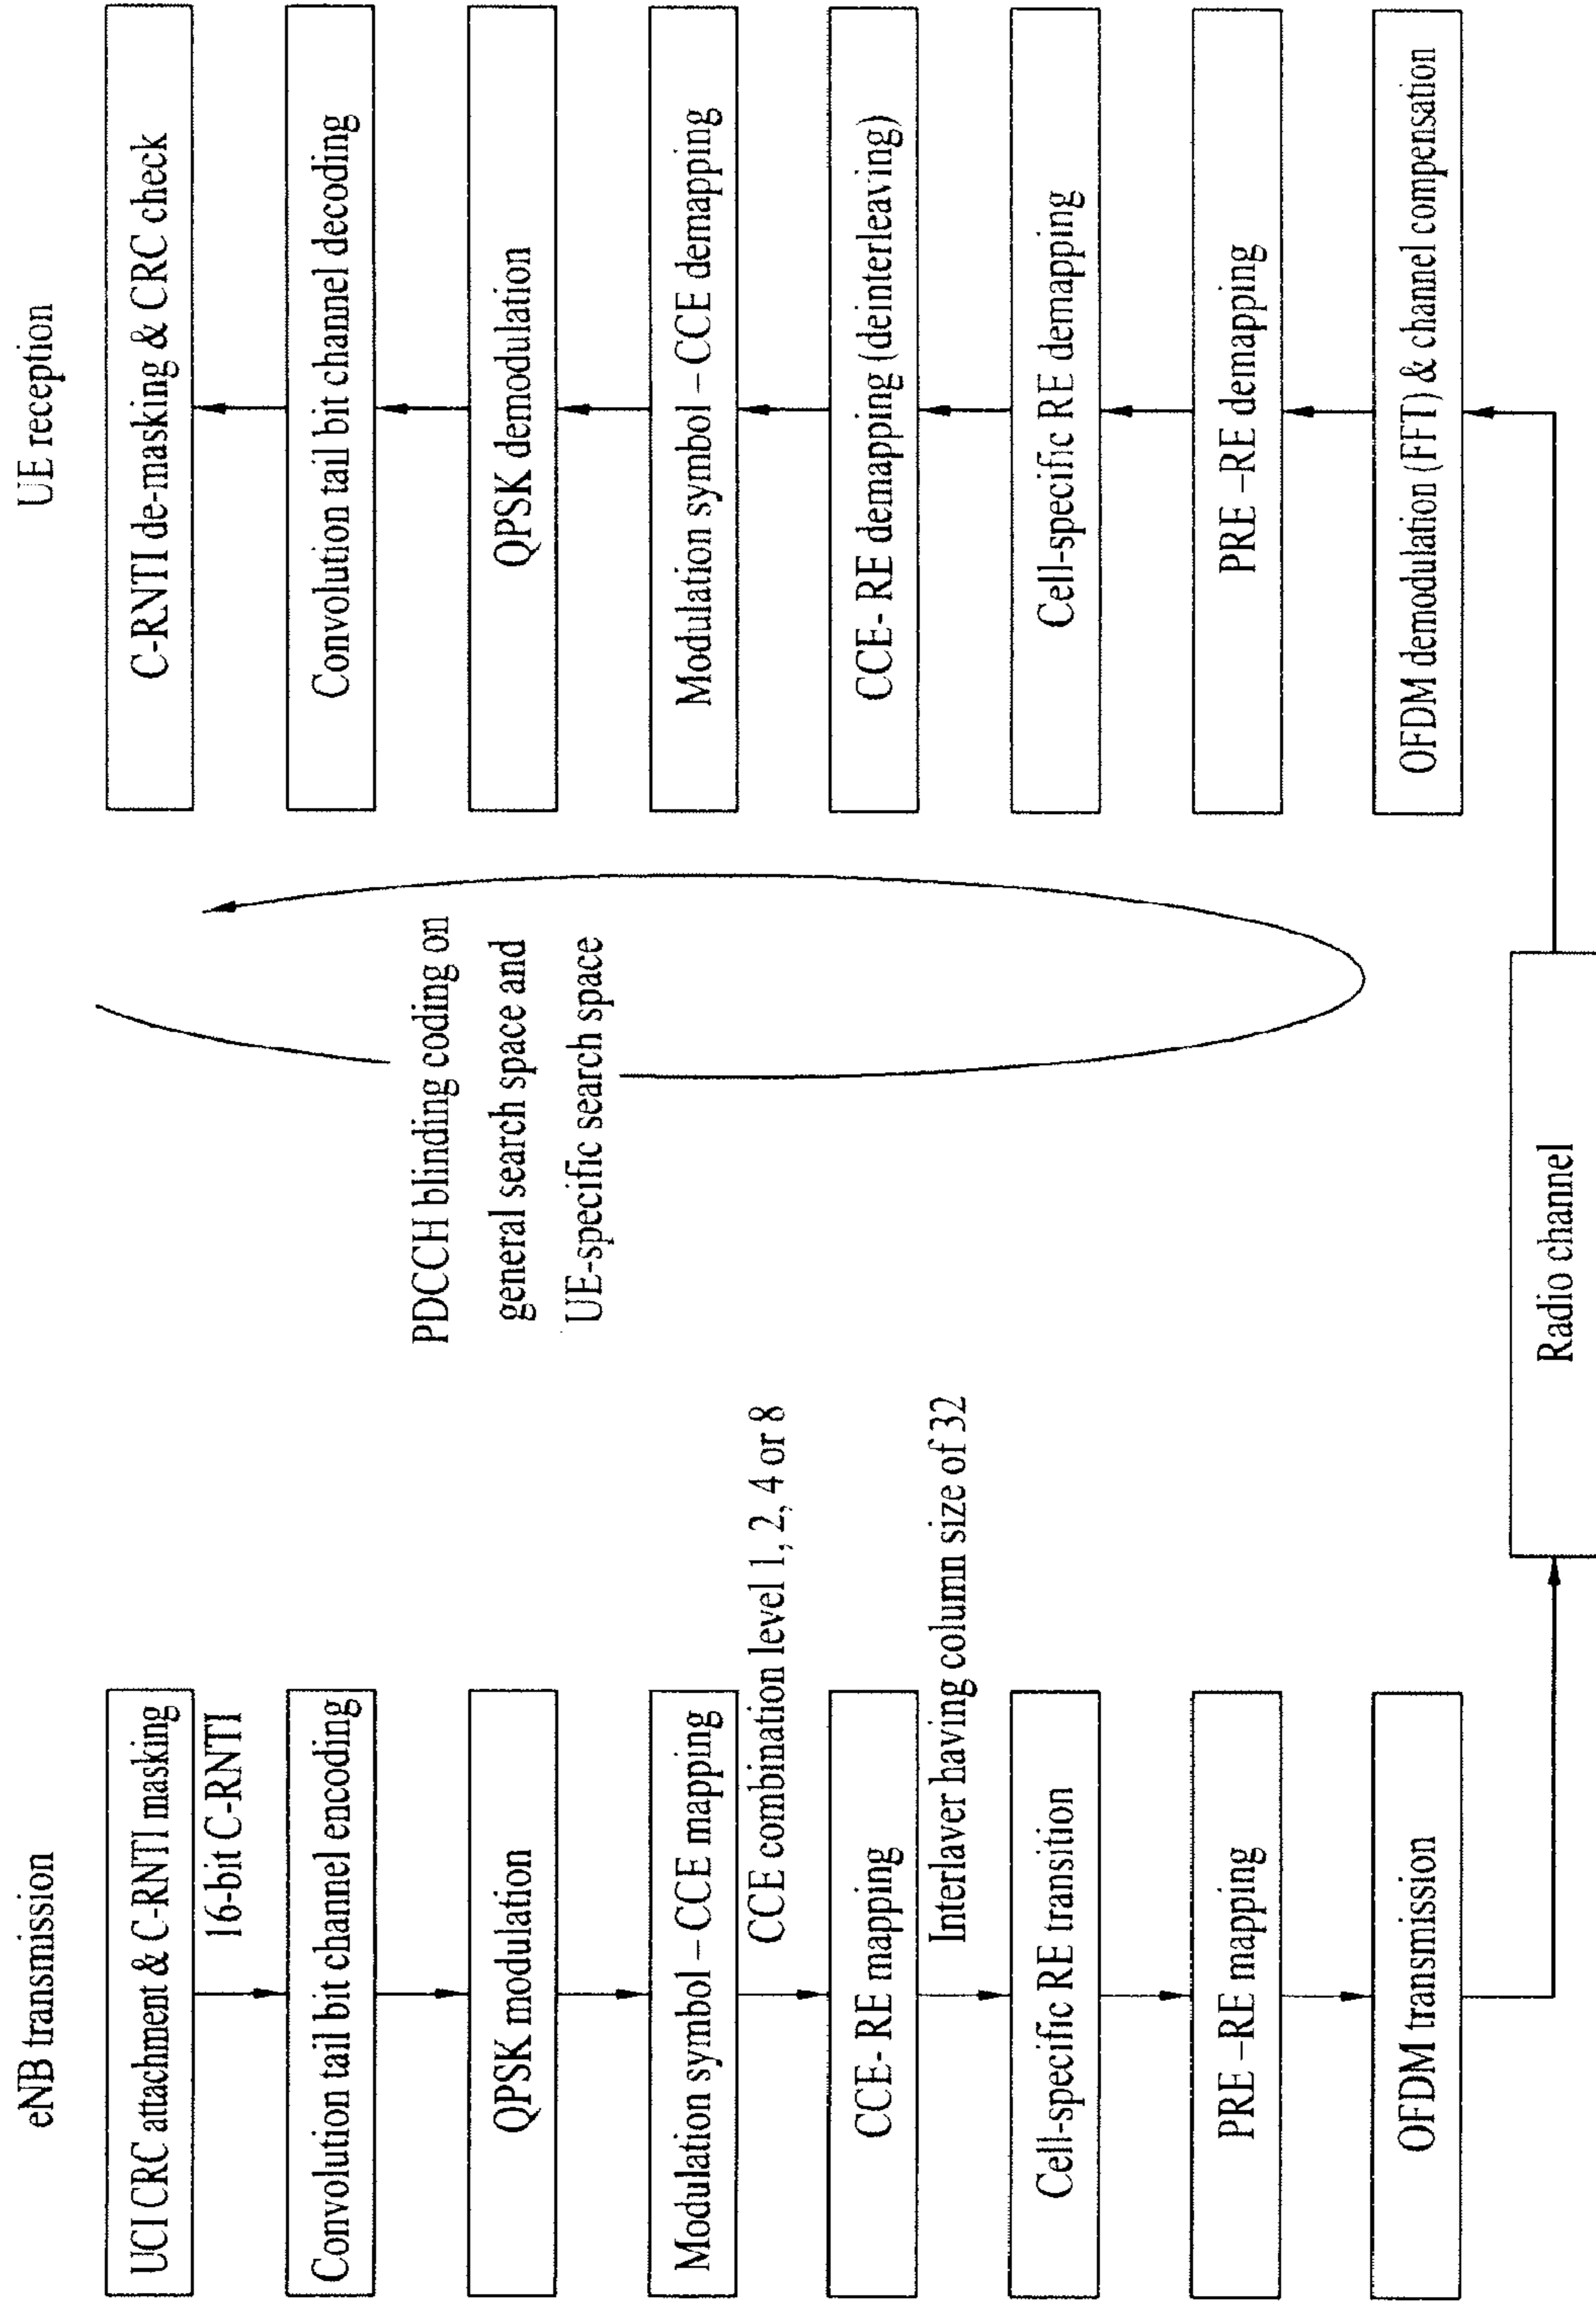 eNB transmission
UCI CRC attachment & C-RNTI masking
16-bit C-RNTI
Convolution tail bit channel encoding
QPSK modulation
Modulation symbol – CCE mapping
CCE combination level 1, 2, 4 or 8
CCE- RE mapping
Interlaver having column size of 32
Cell-specific RE transition
PRE –RE mapping
OFDM transmission
Radio channel
PDCCH blinding coding on
general search space and
UE-specific search space
UE reception
C-RNTI de-masking & CRC check
Convolution tail bit channel decoding
QPSK demodulation
Modulation symbol – CCE demapping
CCE- RE demapping (deinterleaving)
Cell-specific RE demapping
PRE –RE demapping
OFDM demodulation (FFT) & channel compensation